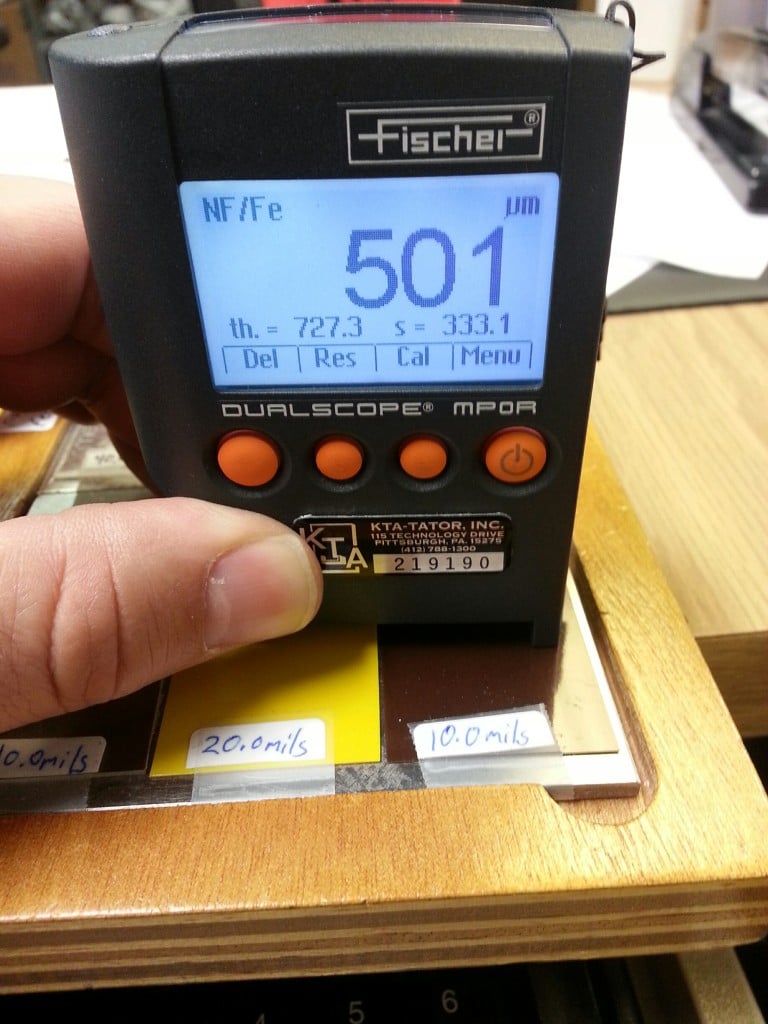 Fischer®
NF/Fe µm
501
th. = 727.3 s = 333.1
Del Res Cal Menu
DUALSCOPE® MP0R
KTA
KTA-TATOR, INC.
115 TECHNOLOGY DRIVE
PITTSBURGH, PA. 15275
(412) 788-1300
219190
0.0mils 20.0mils 10.0mils
4 5 6